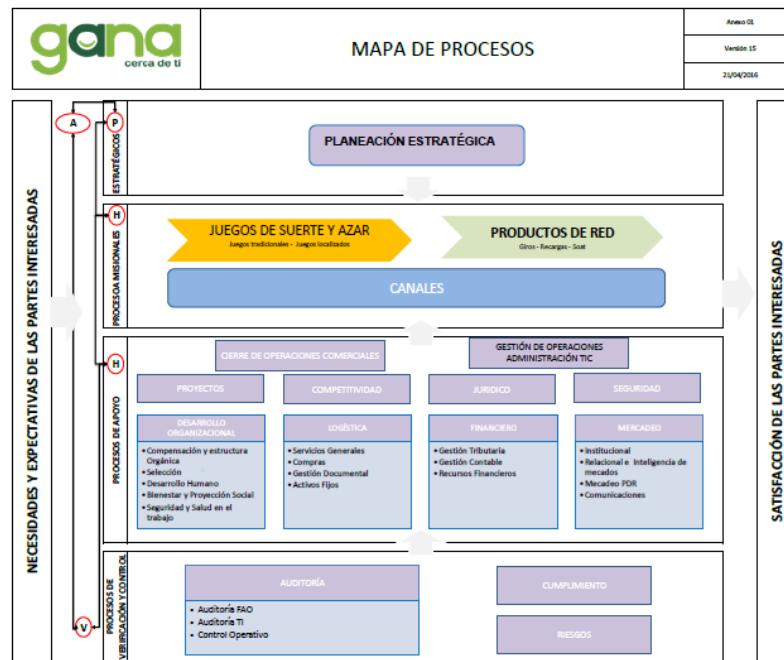 gana
cerca de ti
MAPA DE PROCESOS
Anexo 01
Versión 15
21/04/2016
NECESIDADES Y EXPECTATIVAS DE LAS PARTES INTERESADAS
A
P
ESTRATÉGICOS
PLANEACIÓN ESTRATÉGICA
H
PROCESOA MISIONALES
JUEGOS DE SUERTE Y AZAR
Juegos tradicionales - Juegos localizados
PRODUCTOS DE RED
Giros - Recargas - Soat
CANALES
H
PROCESOS DE APOYO
CIERRE DE OPERACIONES COMERCIALES
GESTIÓN DE OPERACIONES
ADMINISTRACIÓN TIC
PROYECTOS
COMPETITIVIDAD
JURIDICO
SEGURIDAD
DESARROLLO
ORGANIZACIONAL
• Compensación y estructura
Orgánica
• Selección
• Desarrollo Humano
• Bienestar y Proyección Social
• Seguridad y Salud en el
trabajo
LOGÍSTICA
• Servicios Generales
• Compras
• Gestión Documental
• Activos Fijos
FINANCIERO
• Gestión Tributaria
• Gestión Contable
• Recursos Financieros
MERCADEO
• Institucional
• Relacional e Inteligencia de
mecados
• Mecadeo PDR
• Comunicaciones
V
PROCESOS DE
VERIFICACIÓN Y CONTROL
AUDITORÍA
• Auditoría FAO
• Auditoría TI
• Control Operativo
CUMPLIMIENTO
RIESGOS
SATISFACCIÓN DE LAS PARTES INTERESADAS